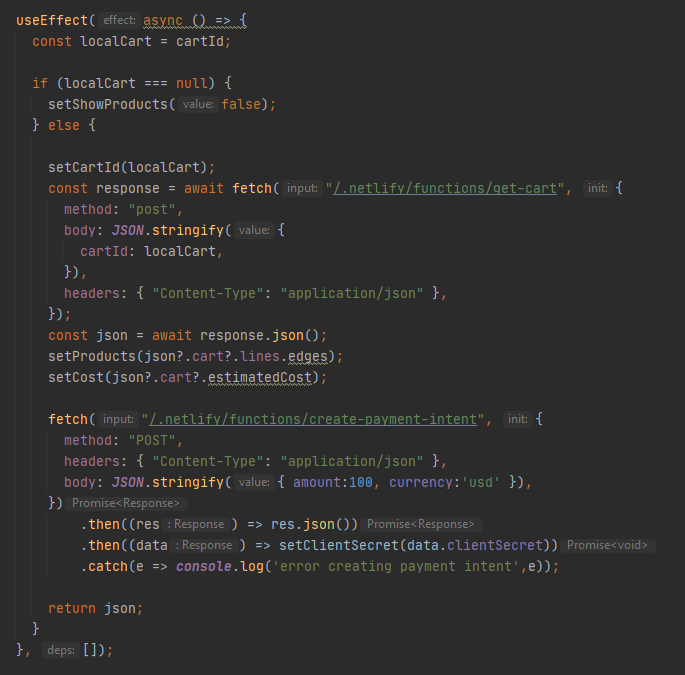 useEffect( effect: async () => {
  const localCart = cartId;

  if (localCart === null) {
    setShowProducts( value: false);
  } else {

    setCartId(localCart);
    const response = await fetch( input: "/.netlify/functions/get-cart", init: {
      method: "post",
      body: JSON.stringify( value: {
        cartId: localCart,
      }),
      headers: { "Content-Type": "application/json" },
    });
    const json = await response.json();
    setProducts(json?.cart?.lines.edges);
    setCost(json?.cart?.estimatedCost);

    fetch( input: "/.netlify/functions/create-payment-intent", init: {
      method: "POST",
      headers: { "Content-Type": "application/json" },
      body: JSON.stringify( value: { amount:100, currency:'usd' }),
    }) Promise<Response>
        .then((res : Response ) => res.json()) Promise<Response>
        .then((data : Response ) => setClientSecret(data.clientSecret)) Promise<void>
        .catch(e => console.log('error creating payment intent',e));

    return json;
  }
}, deps: []);